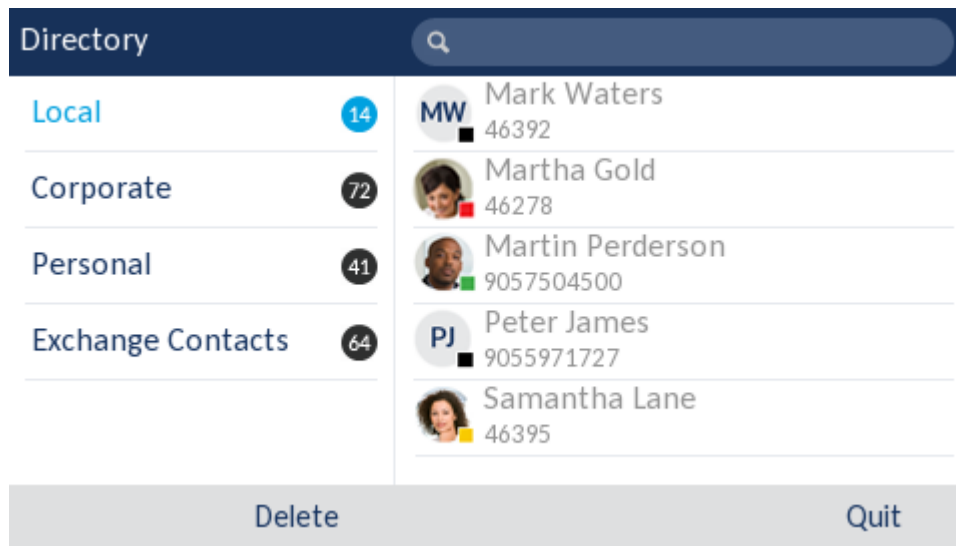 Directory
Local 14
Corporate 72
Personal 41
Exchange Contacts 64
MW Mark Waters
46392
Martha Gold
46278
Martin Perderson
9057504500
PJ Peter James
9055971727
Samantha Lane
46395
Delete Quit